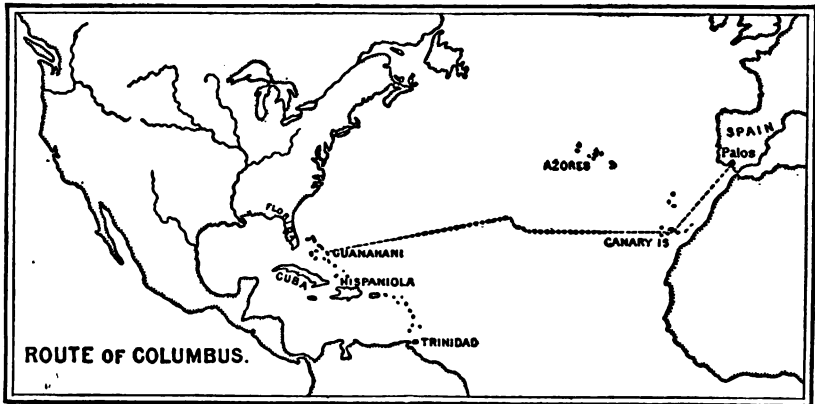 SPAIN
Palos
AZORES
CANARY IS
FLORIDA
GUANAHANI
CUBA
HISPANIOLA
TRINIDAD
ROUTE OF COLUMBUS.